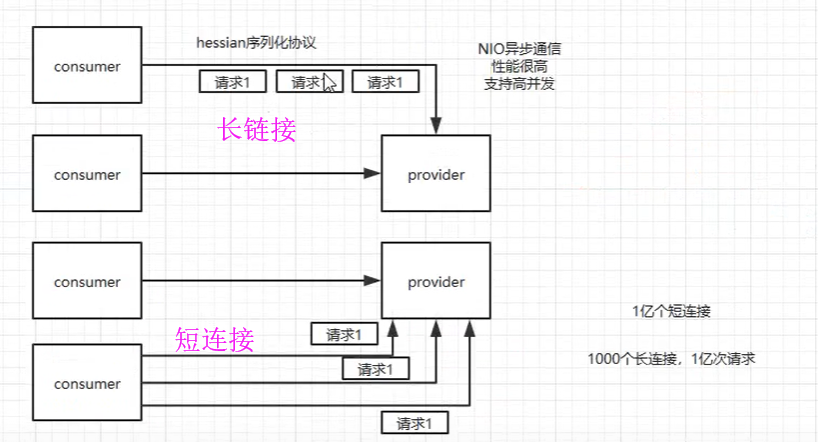 hessian序列化协议
consumer
请求1
请求1
请求1
NIO异步通信
性能很高
支持高并发
长链接
consumer
provider
consumer
provider
短连接
请求1
请求1
consumer
请求1
1亿个短连接
1000个长连接，1亿次请求